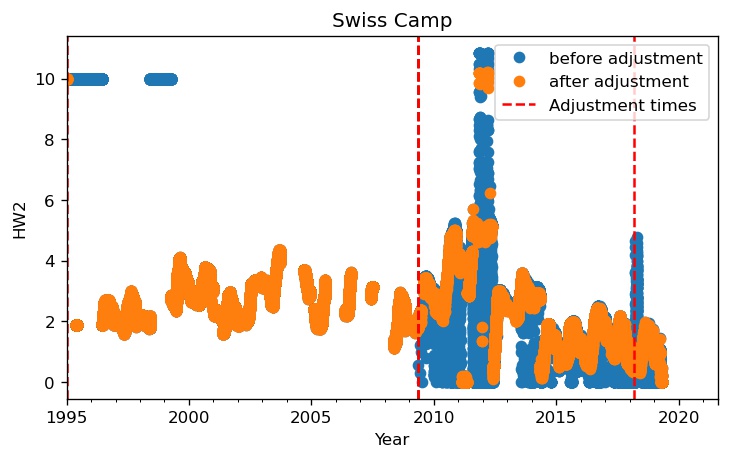 Swiss Camp
before adjustment
after adjustment
Adjustment times
HW2
10
8
6
4
2
0
1995 2000 2005 2010 2015 2020
Year